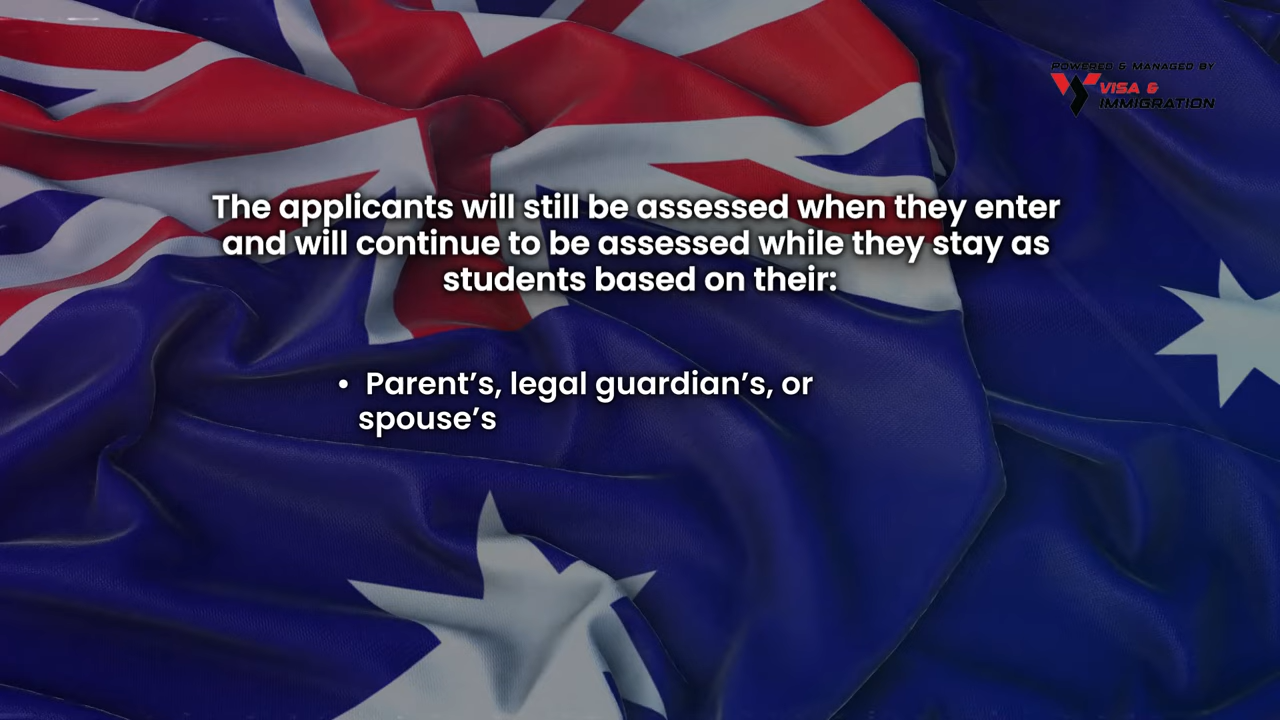 POWERED & MANAGED BY
VISA &
IMMIGRATION
The applicants will still be assessed when they enter
and will continue to be assessed while they stay as
students based on their:
• Parent’s, legal guardian’s, or
spouse’s